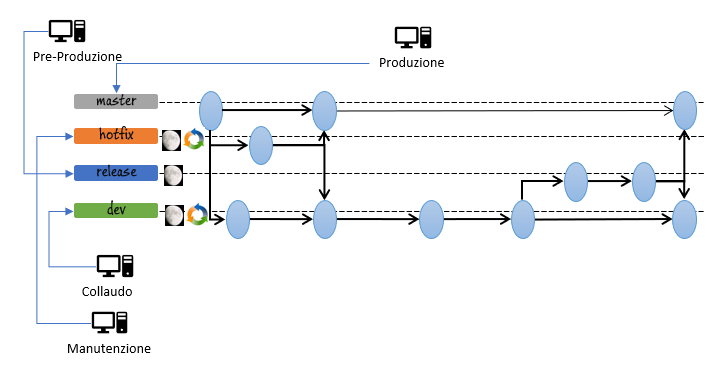 Pre-Produzione
Produzione
master
hotfix
release
dev
Collaudo
Manutenzione